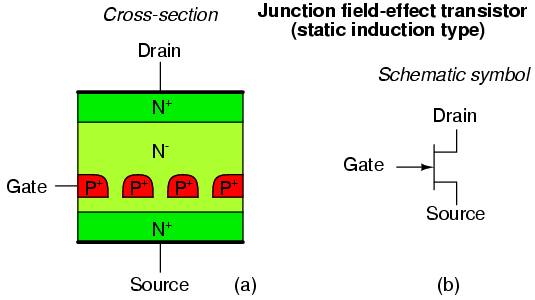 Cross-section
Junction field-effect transistor
(static induction type)
Drain
Schematic symbol
N+
Drain
N-
Gate
Gate P+ P+ P+ P+
Source
N+
Source (a) (b)